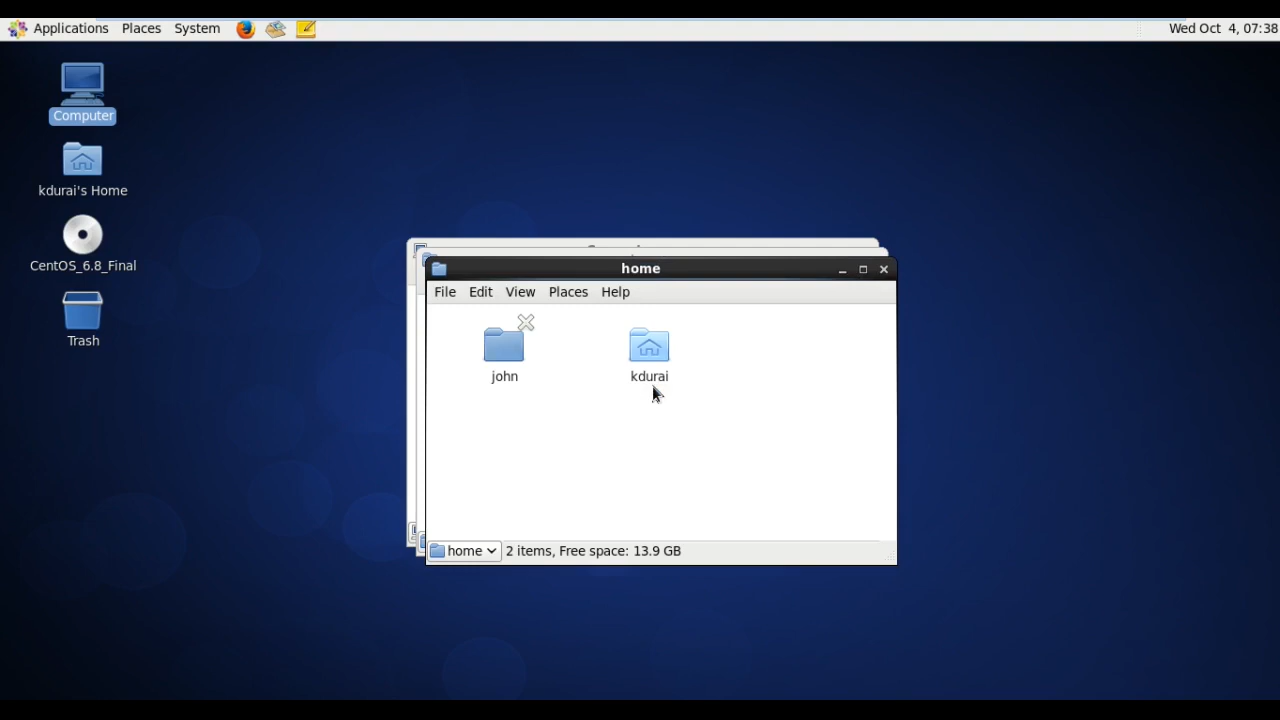 Applications Places System
Wed Oct 4, 07:38
Computer
kdurai's Home
CentOS_6.8_Final
Trash
home
File Edit View Places Help
john
kdurai
home
2 items, Free space: 13.9 GB